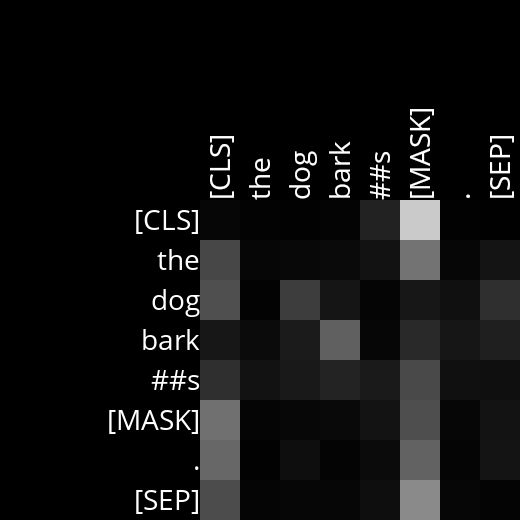 [CLS] the dog bark ##s [MASK] . [SEP]
[CLS]
the
dog
bark
##s
[MASK]
.
[SEP]